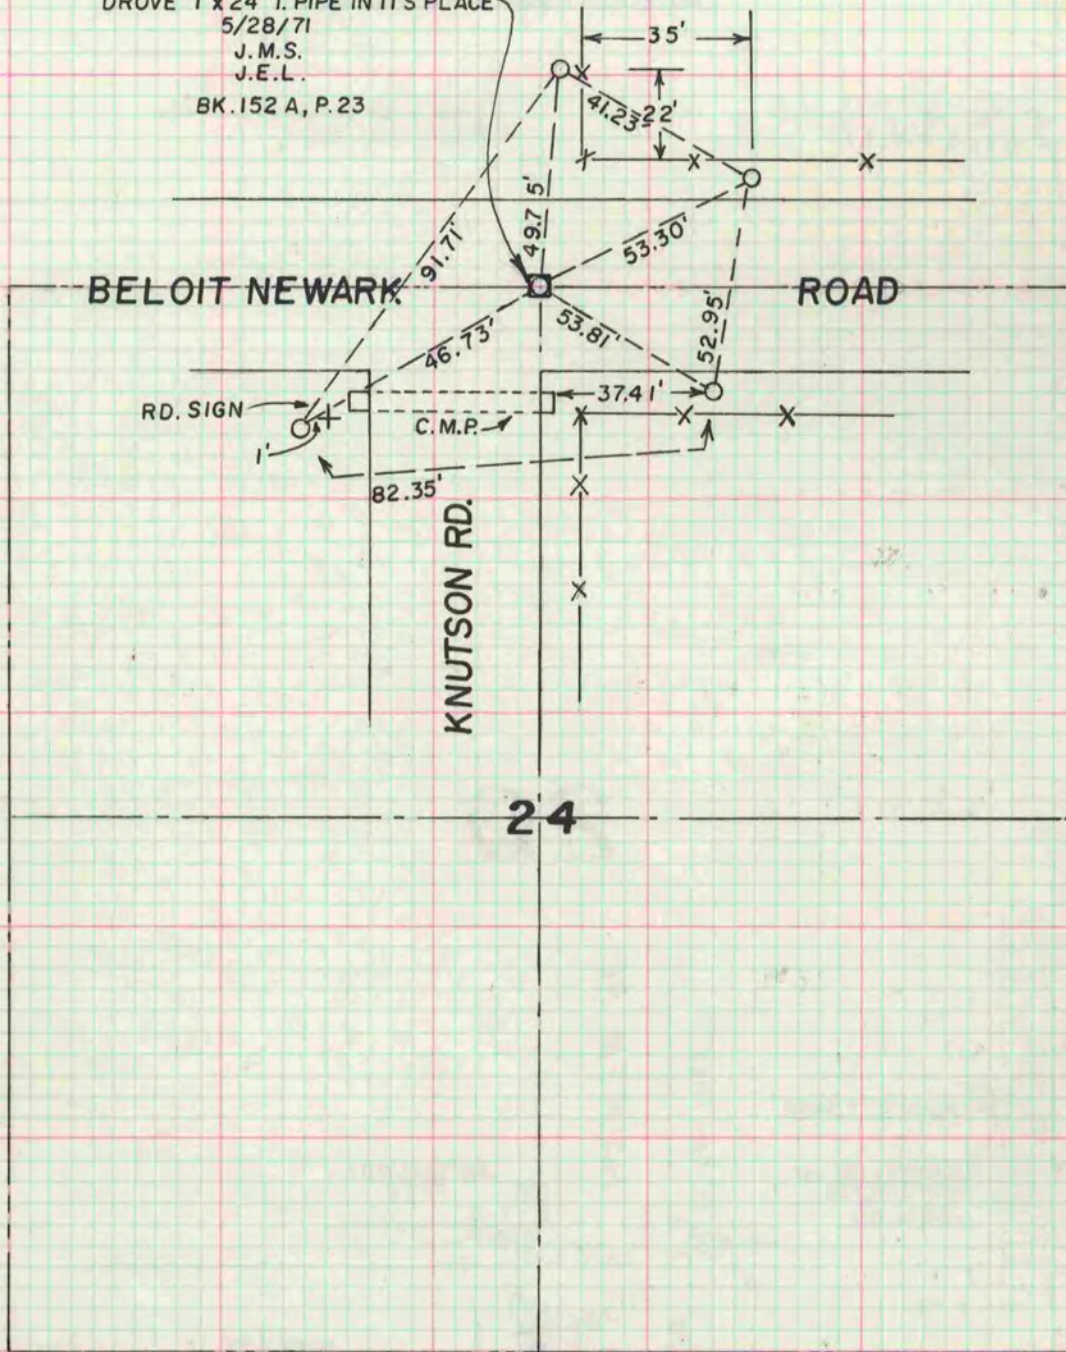 DROVE 1 x 24 I. PIPE IN ITS PLACE
5/28/71
J.M.S.
J.E.L.
BK. 152 A, P. 23
35'
41.23
22'
49.75'
91.71'
53.30'
BELOIT NEWARK ROAD
46.73'
53.81'
52.95'
37.41'
RD. SIGN
C.M.P.
1'
82.35'
KNUTSON RD.
24